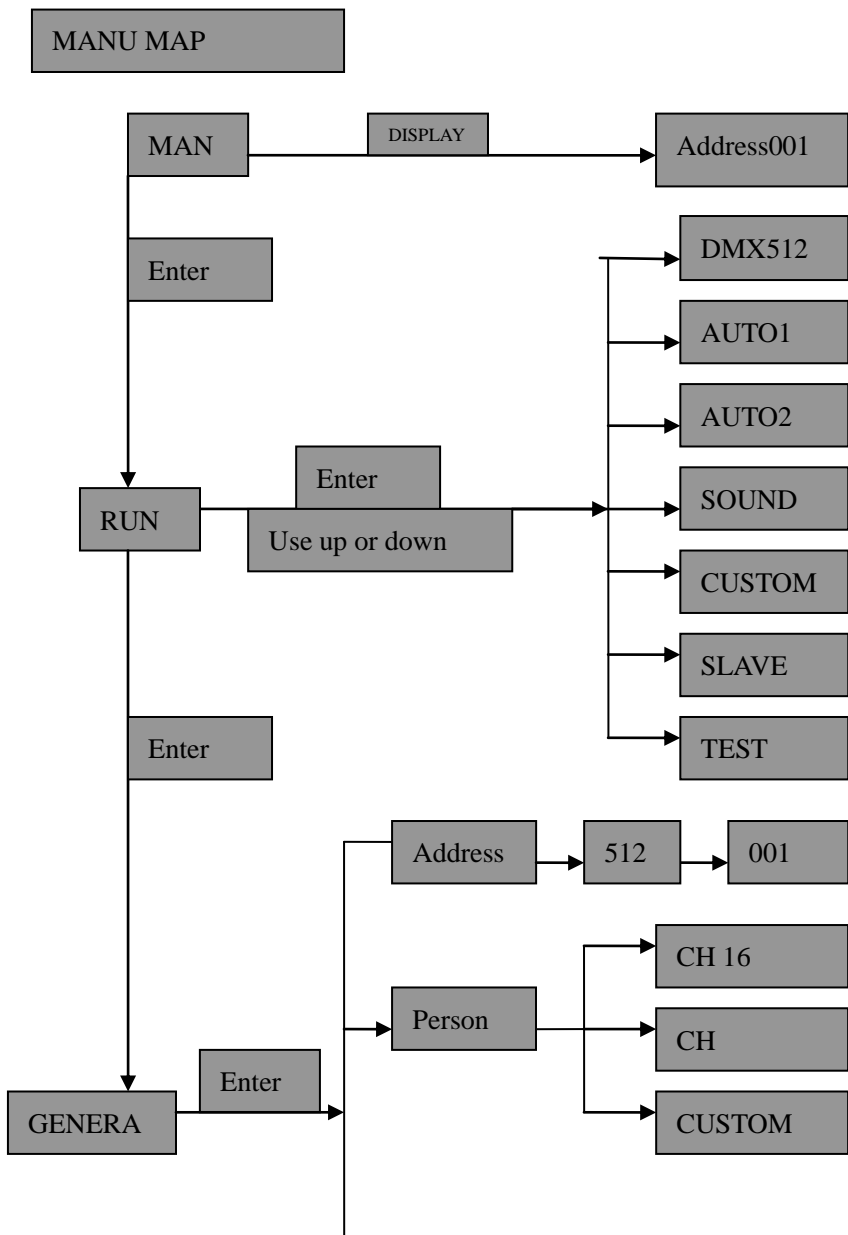 MANU MAP
MAN
DISPLAY
Address001
Enter
DMX512
AUTO1
AUTO2
Enter
SOUND
RUN
Use up or down
CUSTOM
SLAVE
Enter
TEST
Address
512
001
CH 16
Person
CH
Enter
GENERA
CUSTOM